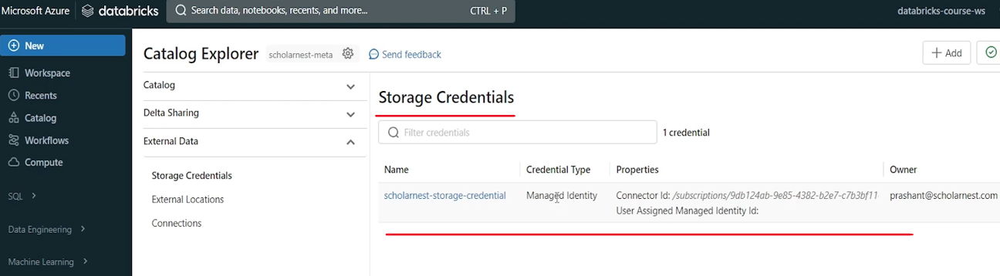 Microsoft Azure databricks Search data, notebooks, recents, and more... CTRL + P databricks-course-ws
New
Workspace
Recents
Catalog
Workflows
Compute
SQL
Data Engineering
Machine Learning
Catalog Explorer scholarnest-meta Send feedback + Add
Catalog
Delta Sharing
External Data
Storage Credentials
External Locations
Connections
Storage Credentials
Filter credentials 1 credential
Name Credential Type Properties Owner
scholarnest-storage-credential Managed Identity Connector Id: /subscriptions/9db124ab-9e85-4382-b2e7-c7b3bf11 prashant@scholarnest.com
User Assigned Managed Identity Id: